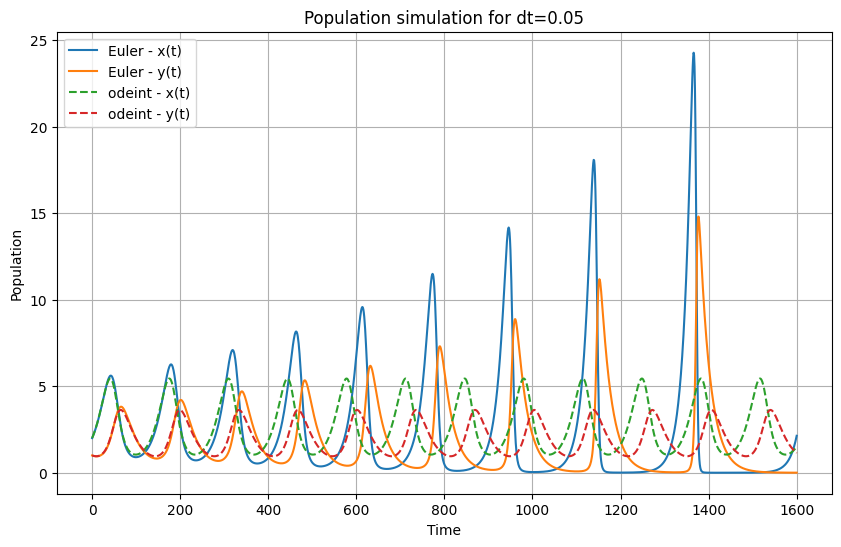 Population simulation for dt=0.05
Euler - x(t)
Euler - y(t)
odeint - x(t)
odeint - y(t)
Population
25
20
15
10
5
0
0 200 400 600 800 1000 1200 1400 1600
Time